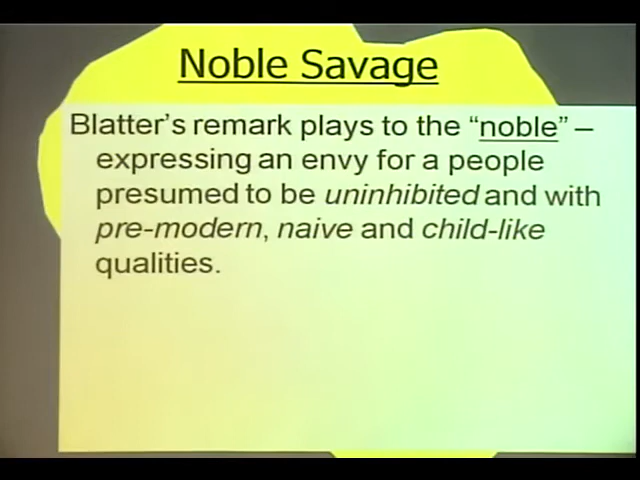 Noble Savage
Blatter's remark plays to the "noble" –
expressing an envy for a people
presumed to be uninhibited and with
pre-modern, naive and child-like
qualities.